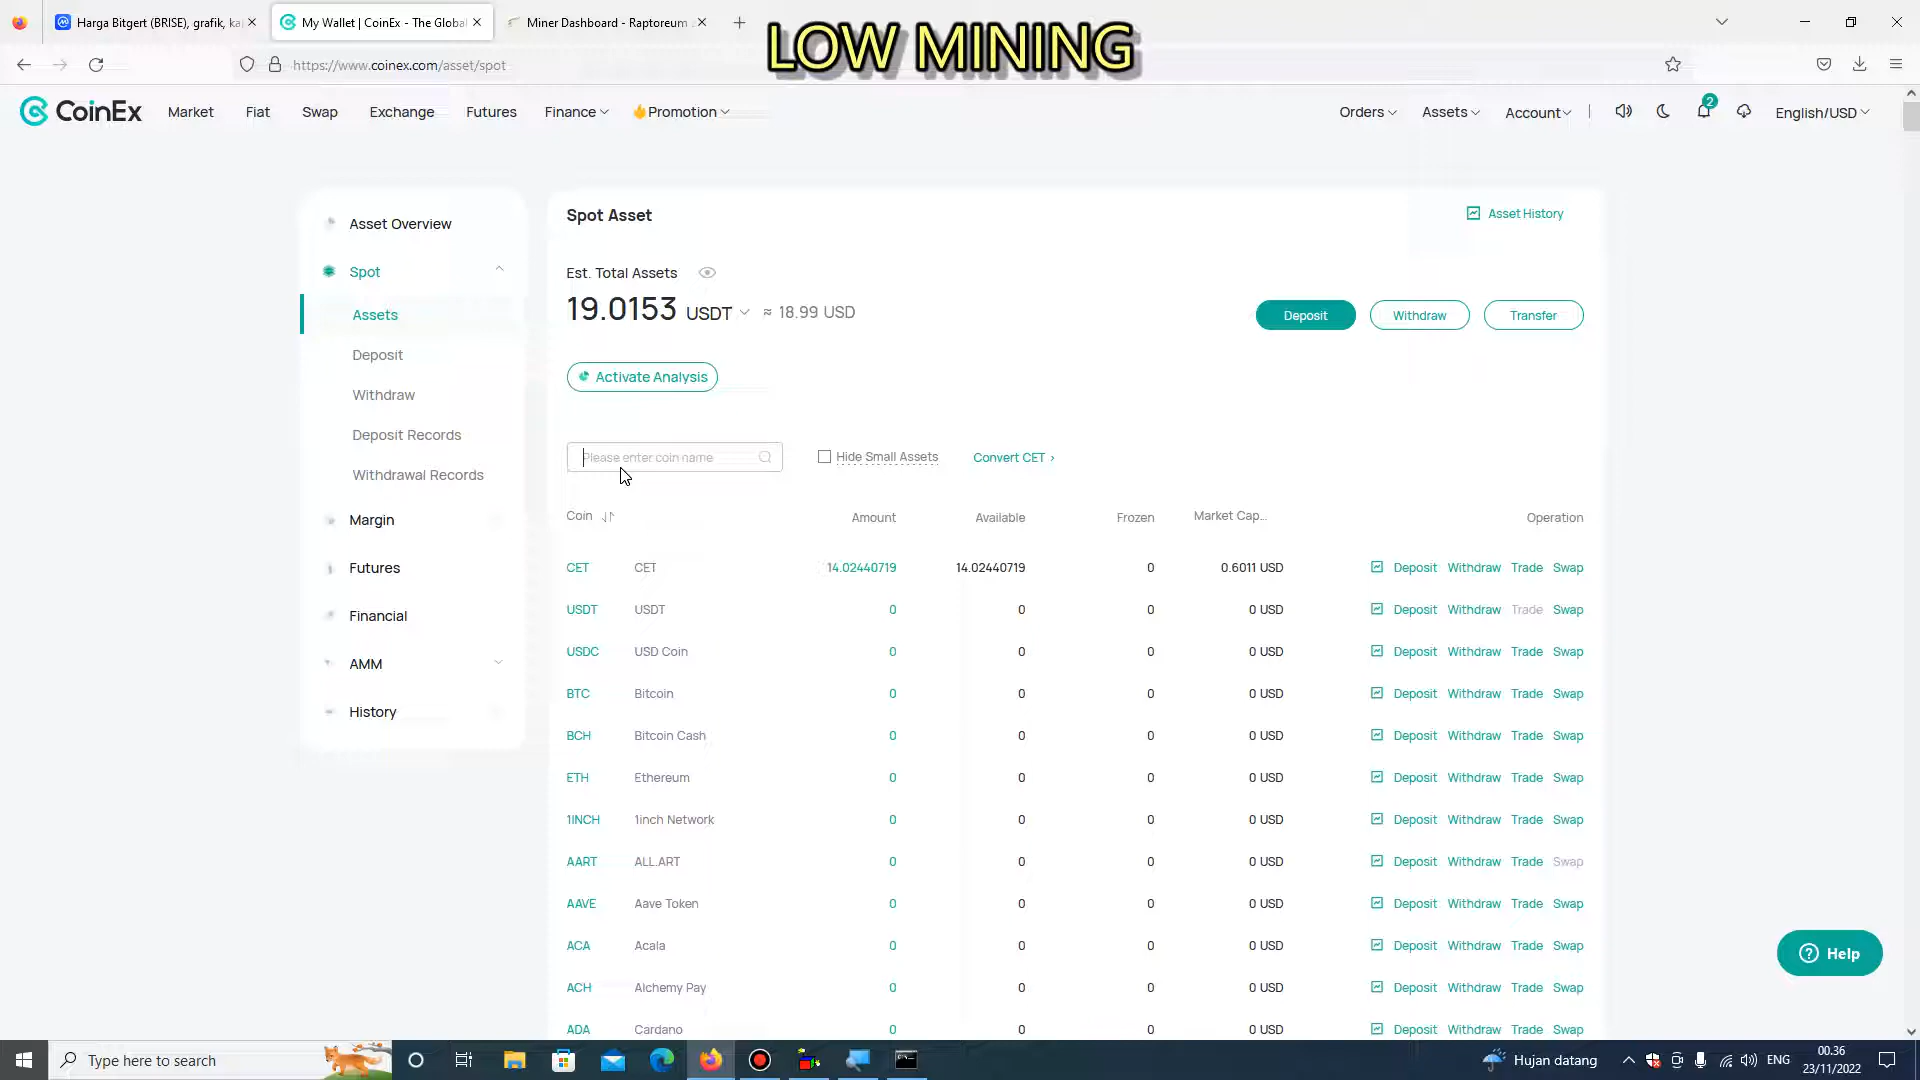 LOW MINING
Harga Bitgert (BRISE), grafik, ka
My Wallet | CoinEx - The Global
Miner Dashboard - Raptoreum
https://www.coinex.com/asset/spot
CoinEx
Market
Fiat
Swap
Exchange
Futures
Finance
Promotion
Orders
Assets
Account
2
English/USD
Asset Overview
Spot
Assets
Deposit
Withdraw
Deposit Records
Withdrawal Records
Margin
Futures
Financial
AMM
History
Spot Asset
Asset History
Est. Total Assets
19.0153 USDT ≈ 18.99 USD
Deposit
Withdraw
Transfer
Activate Analysis
Please enter coin name
Hide Small Assets
Convert CET ›
Coin Amount Available Frozen Market Cap... Operation
CET CET 14.02440719 14.02440719 0 0.6011 USD Deposit Withdraw Trade Swap
USDT USDT 0 0 0 0 USD Deposit Withdraw Trade Swap
USDC USD Coin 0 0 0 0 USD Deposit Withdraw Trade Swap
BTC Bitcoin 0 0 0 0 USD Deposit Withdraw Trade Swap
BCH Bitcoin Cash 0 0 0 0 USD Deposit Withdraw Trade Swap
ETH Ethereum 0 0 0 0 USD Deposit Withdraw Trade Swap
1INCH 1inch Network 0 0 0 0 USD Deposit Withdraw Trade Swap
AART ALL.ART 0 0 0 0 USD Deposit Withdraw Trade Swap
AAVE Aave Token 0 0 0 0 USD Deposit Withdraw Trade Swap
ACA Acala 0 0 0 0 USD Deposit Withdraw Trade Swap
ACH Alchemy Pay 0 0 0 0 USD Deposit Withdraw Trade Swap
ADA Cardano 0 0 0 0 USD Deposit Withdraw Trade Swap
Help
Type here to search
Hujan datang
ENG
00.36
23/11/2022